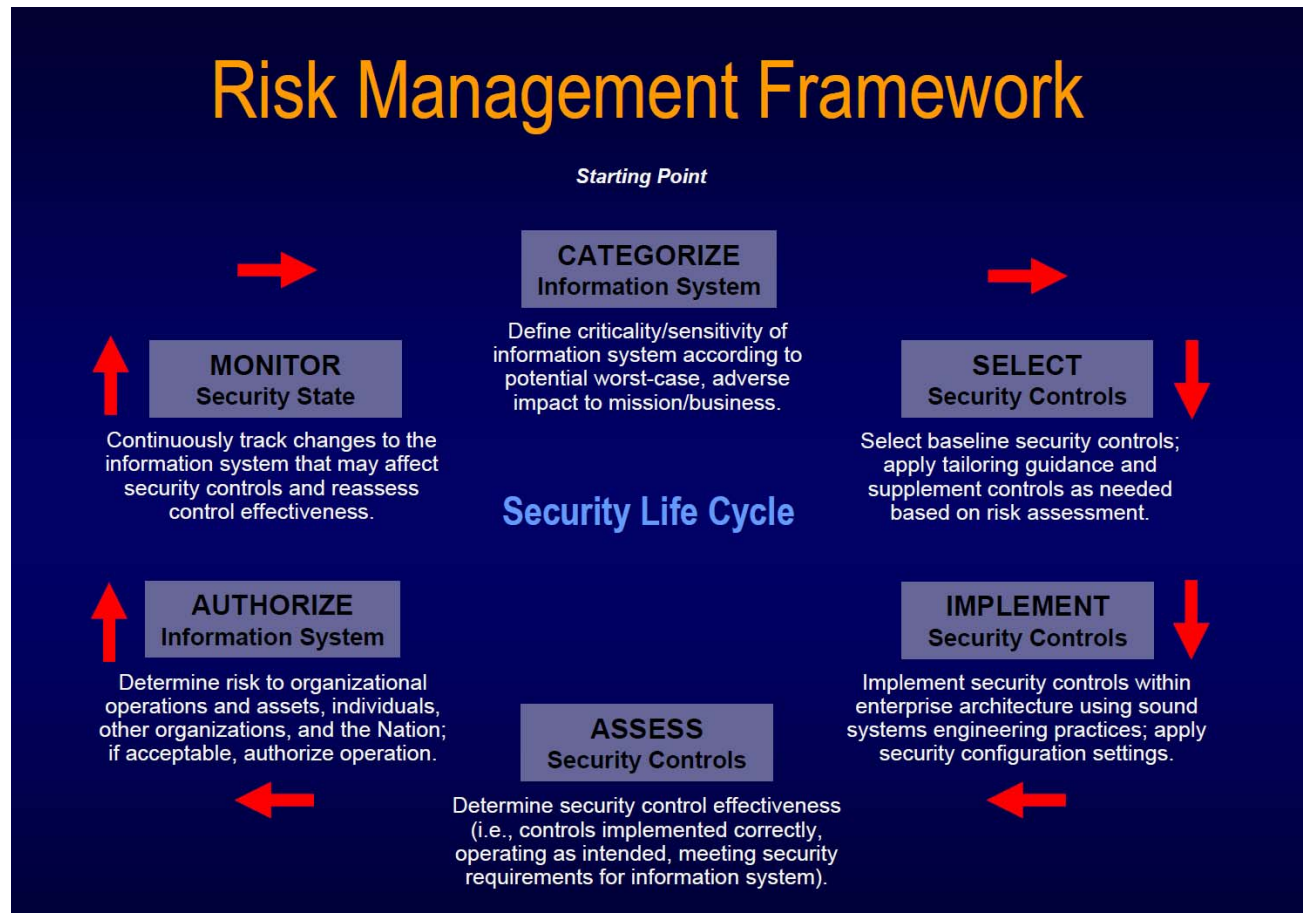 Risk Management Framework
Starting Point
CATEGORIZE
Information System
Define criticality/sensitivity of
information system according to
potential worst-case, adverse
impact to mission/business.
MONITOR
Security State
Continuously track changes to the
information system that may affect
security controls and reassess
control effectiveness.
SELECT
Security Controls
Select baseline security controls;
apply tailoring guidance and
supplement controls as needed
based on risk assessment.
Security Life Cycle
AUTHORIZE
Information System
Determine risk to organizational
operations and assets, individuals,
other organizations, and the Nation;
if acceptable, authorize operation.
IMPLEMENT
Security Controls
Implement security controls within
enterprise architecture using sound
systems engineering practices; apply
security configuration settings.
ASSESS
Security Controls
Determine security control effectiveness
(i.e., controls implemented correctly,
operating as intended, meeting security
requirements for information system).